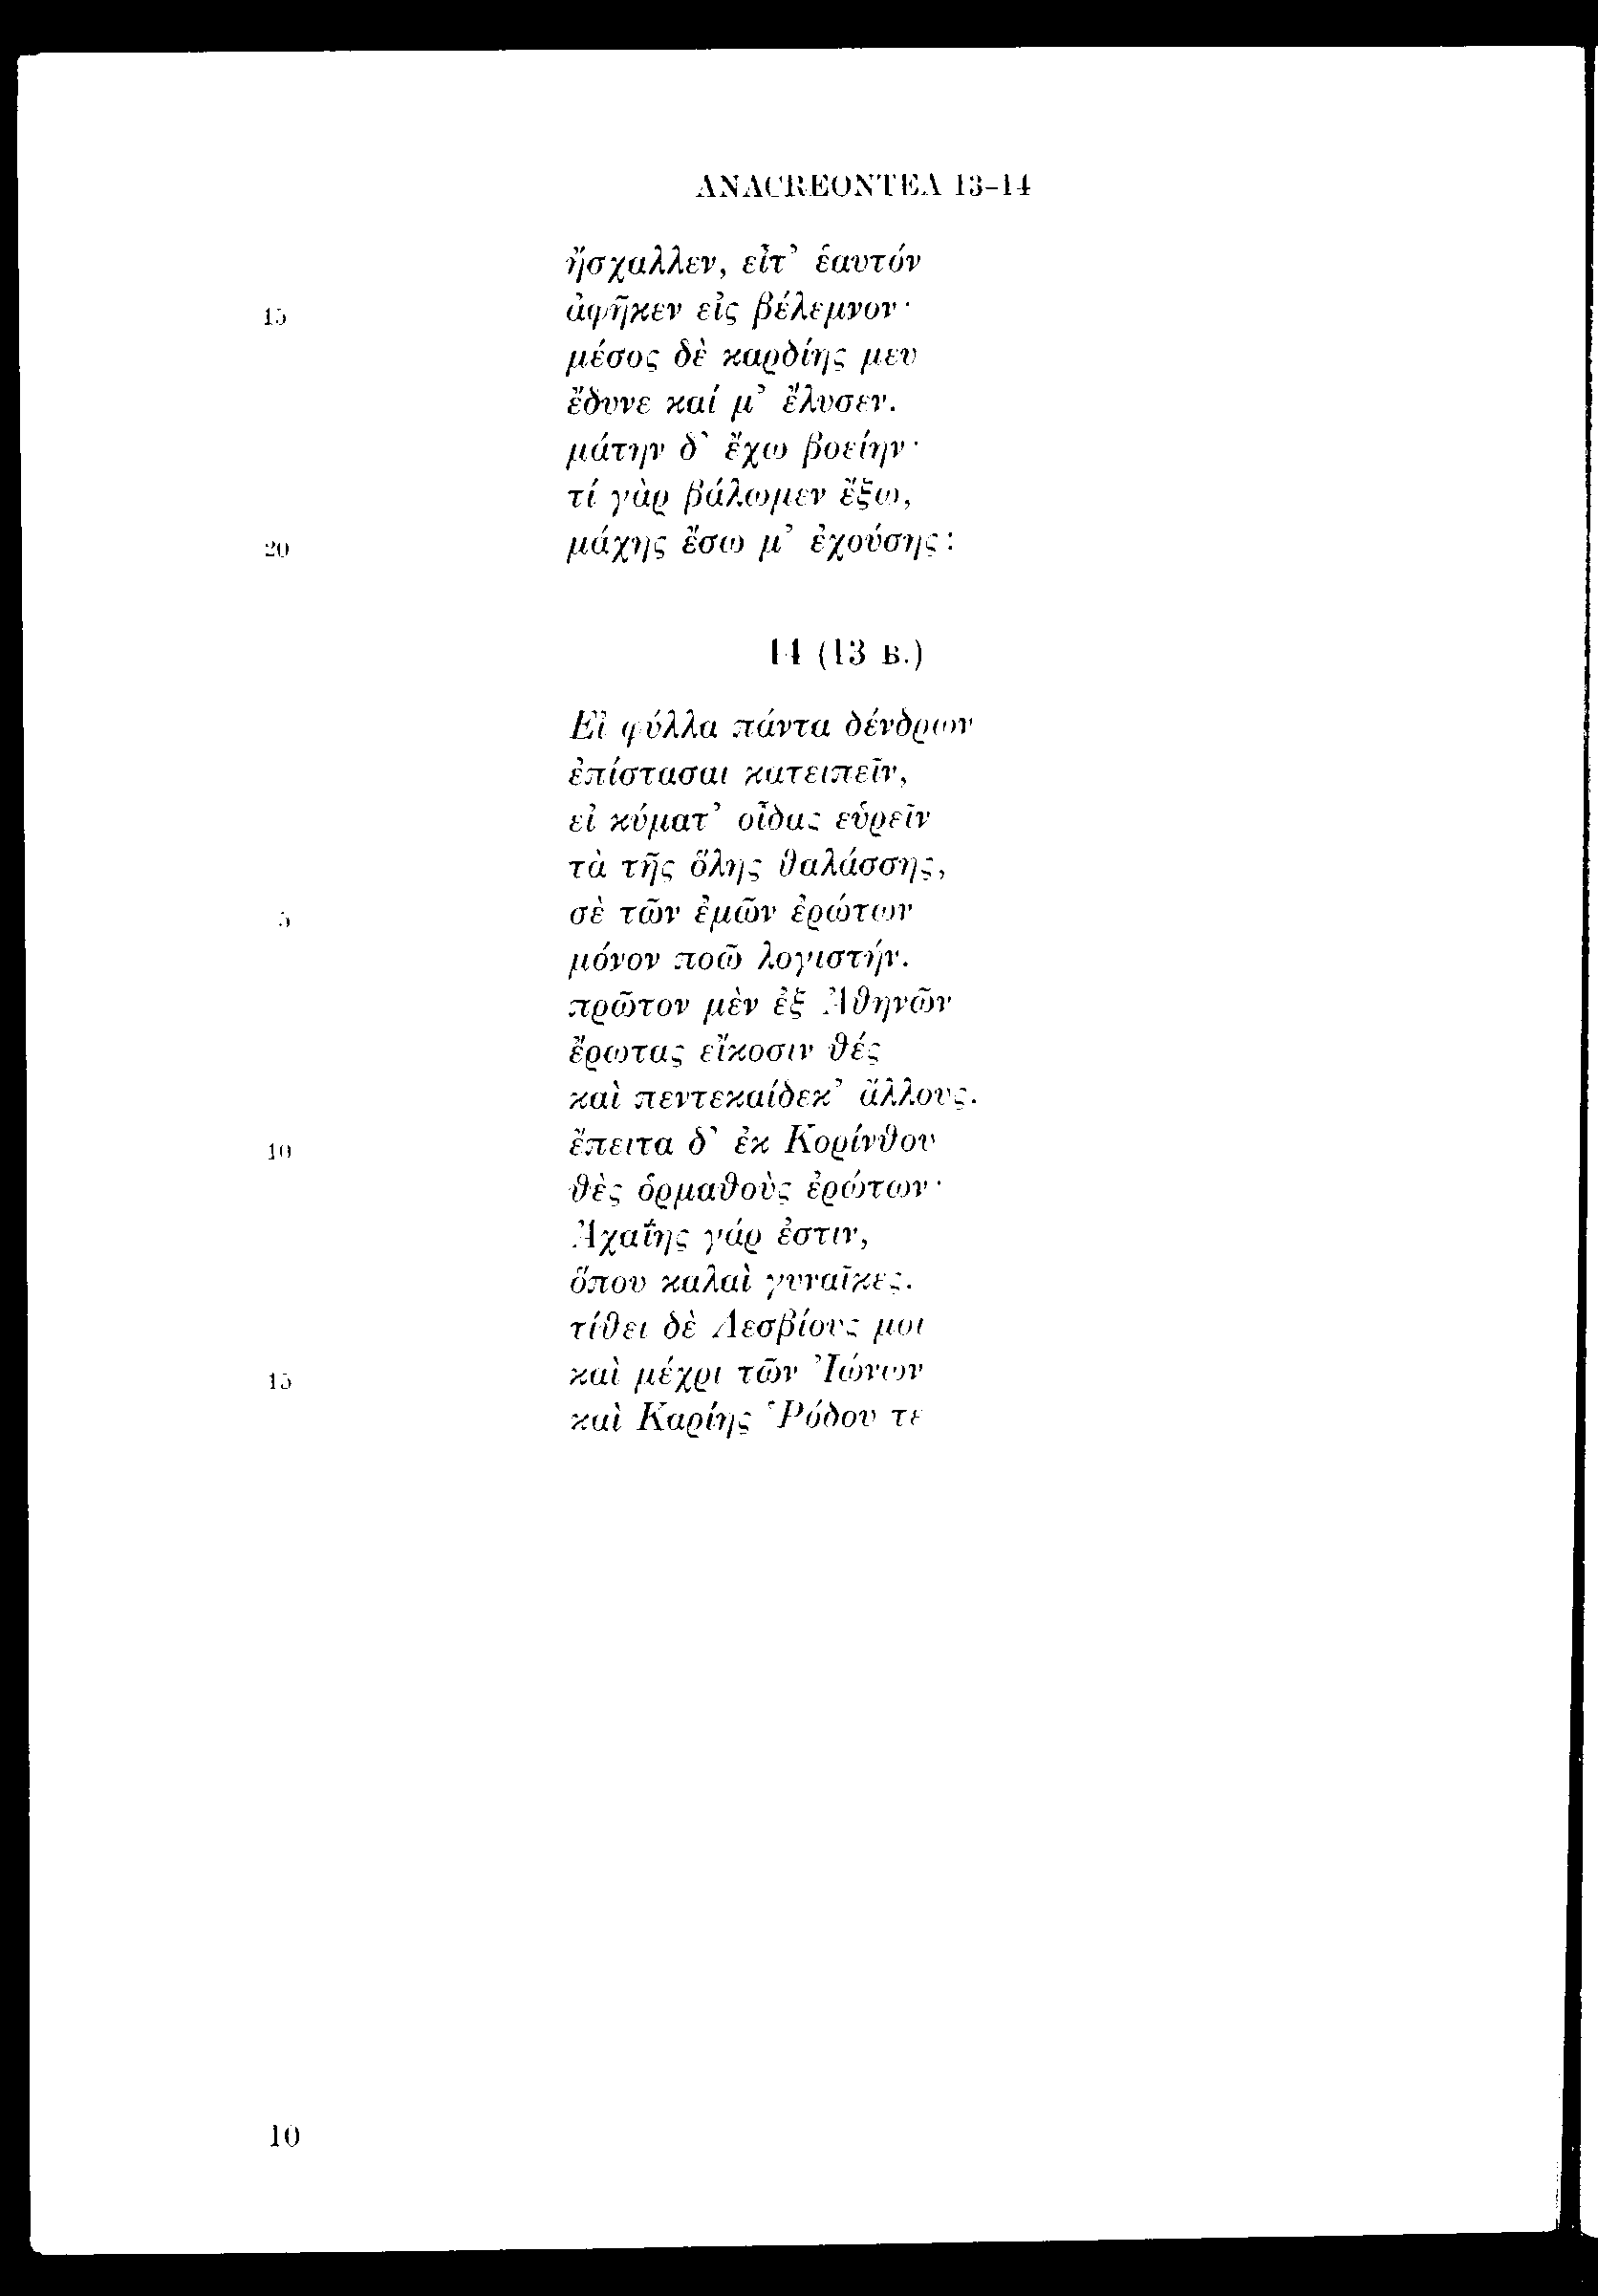 ANACREONTEA 13-14
ἤσχαλλεν, εἶτ᾽ ἑαυτόν
15 ἀφῆκεν εἰς βέλεμνον·
μέσος δὲ καρδίης μευ
ἔδυνε καί μ᾽ ἔλυσεν.
μάτην δ᾽ ἔχω βοείην·
τί γὰρ βάλωμεν ἔξω,
20 μάχης ἔσω μ᾽ ἐχούσης;
14 (13 B.)
Εἰ φύλλα πάντα δένδρων
ἐπίστασαι κατειπεῖν,
εἰ κύματ᾽ οἶδας εὑρεῖν
τὰ τῆς ὅλης θαλάσσης,
5 σὲ τῶν ἐμῶν ἐρώτων
μόνον ποῶ λογιστήν.
πρῶτον μὲν ἐξ Ἀθηνῶν
ἔρωτας εἴκοσιν θές
καὶ πεντεκαίδεκ᾽ ἄλλους.
10 ἔπειτα δ᾽ ἐκ Κορίνθου
θὲς ὁρμαθοὺς ἐρώτων·
Ἀχαΐης γάρ ἐστιν,
ὅπου καλαὶ γυναῖκες.
τίθει δὲ Λεσβίους μοι
15 καὶ μέχρι τῶν Ἰώνων
καὶ Καρίης Ῥόδου τε
10